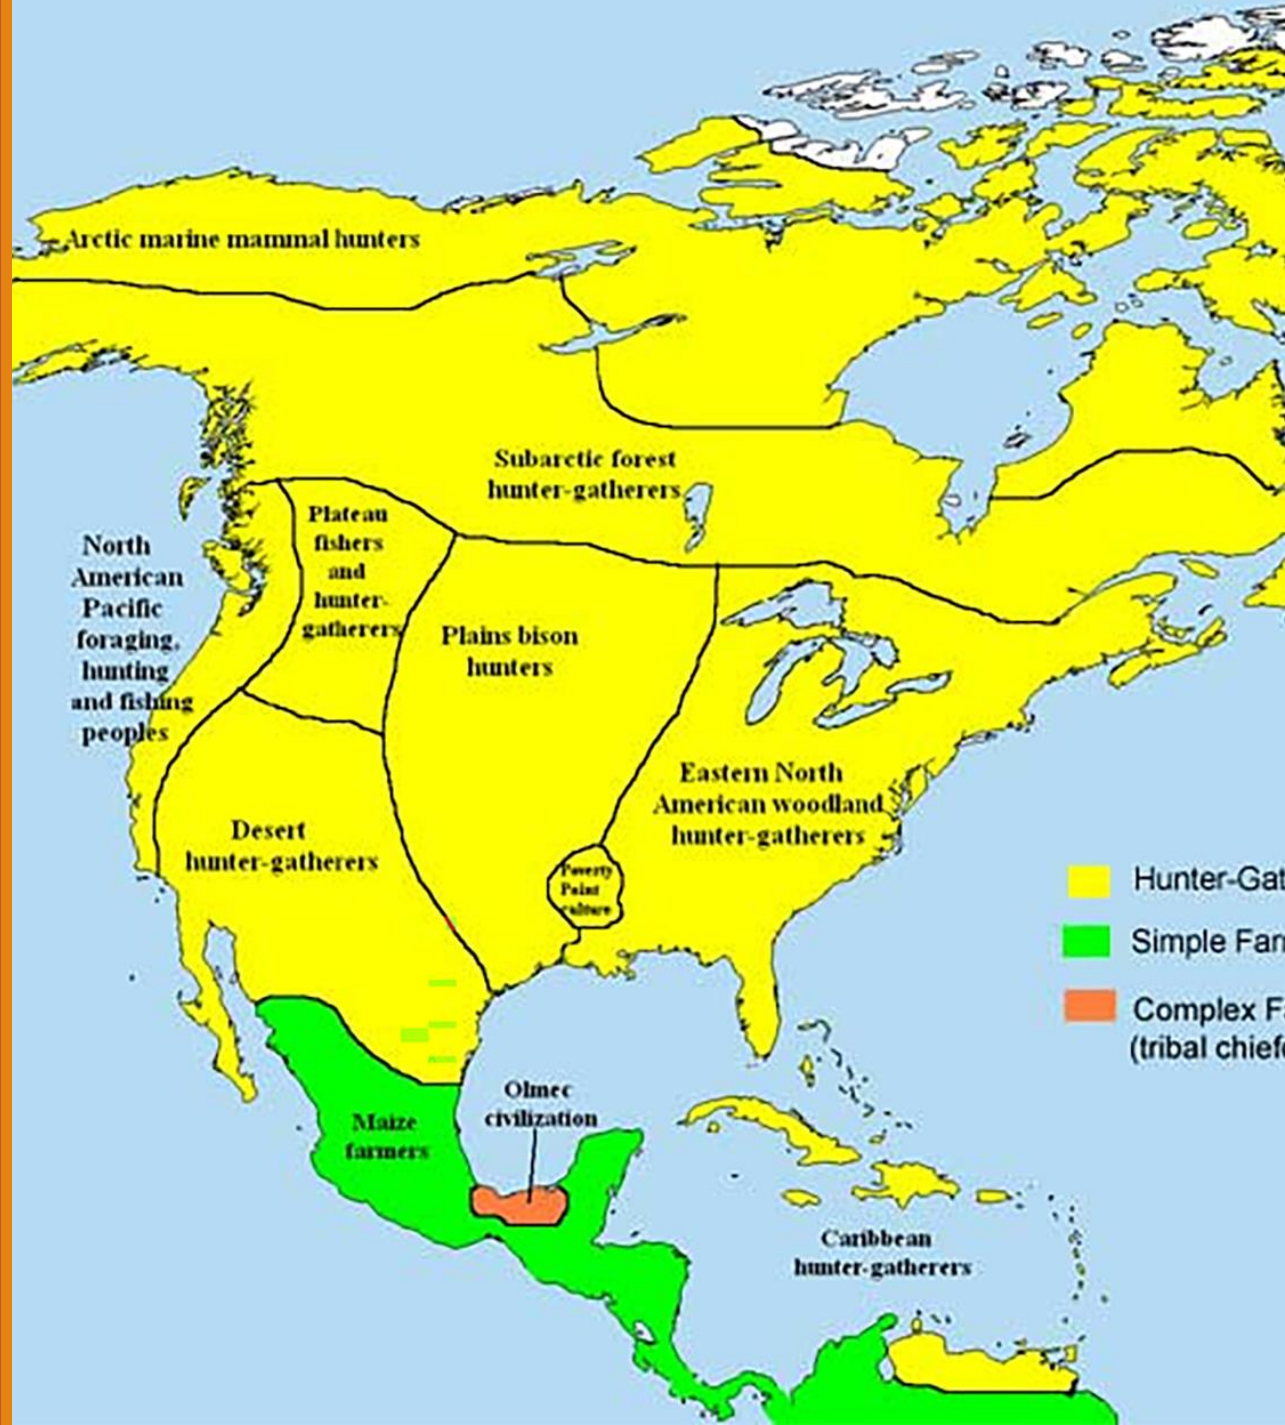 Arctic marine mammal hunters
Subarctic forest
hunter-gatherers
Plateau
fishers
and
hunter-
gatherers
North
American
Pacific
foraging,
hunting
and fishing
peoples
Plains bison
hunters
Eastern North
American woodland
hunter-gatherers
Desert
hunter-gatherers
Poverty
Point
culture
Hunter-Gat
Simple Far
Complex F
(tribal chief
Olmec
civilization
Maize
farmers
Caribbean
hunter-gatherers